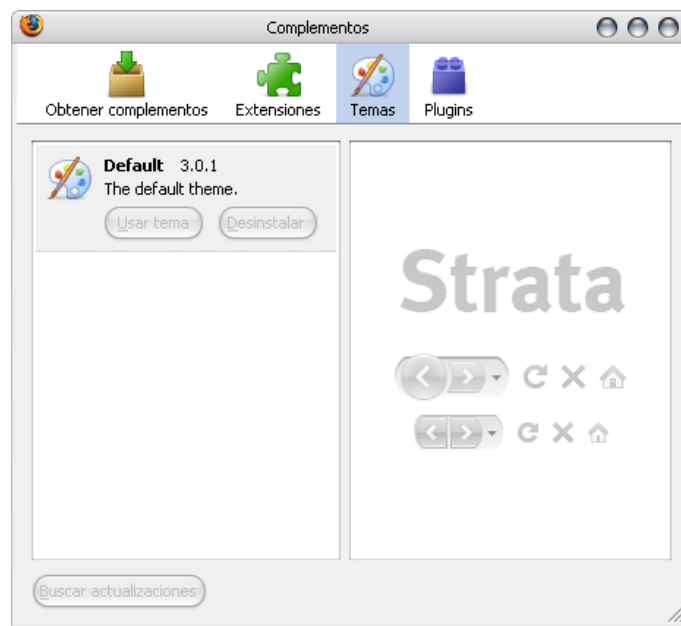 Complementos
Obtener complementos Extensiones Temas Plugins
Default 3.0.1
The default theme.
Usar tema Desinstalar
Strata
Buscar actualizaciones